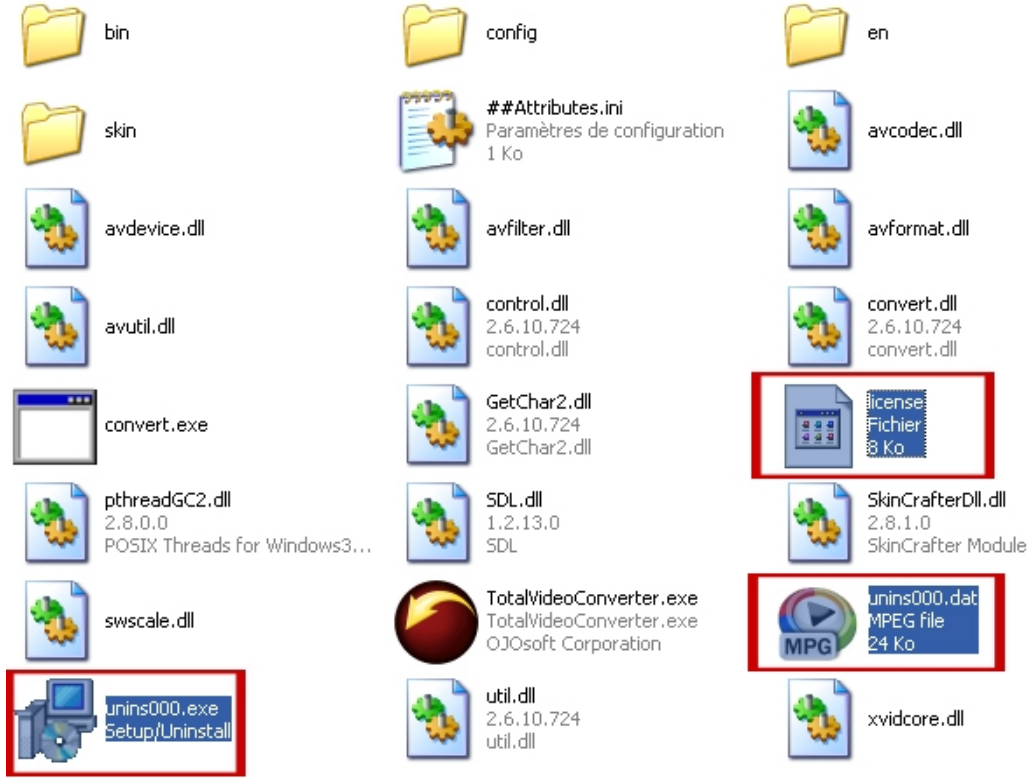 bin
config
en
skin
##Attributes.ini
Paramètres de configuration
1 Ko
avcodec.dll
avdevice.dll
avfilter.dll
avformat.dll
avutil.dll
control.dll
2.6.10.724
control.dll
convert.dll
2.6.10.724
convert.dll
convert.exe
GetChar2.dll
2.6.10.724
GetChar2.dll
license
Fichier
8 Ko
pthreadGC2.dll
2.8.0.0
POSIX Threads for Windows3...
SDL.dll
1.2.13.0
SDL
SkinCrafterDll.dll
2.8.1.0
SkinCrafter Module
swscale.dll
TotalVideoConverter.exe
TotalVideoConverter.exe
OJOsoft Corporation
MPG
unins000.dat
MPEG file
24 Ko
unins000.exe
Setup/Uninstall
util.dll
2.6.10.724
util.dll
xvidcore.dll